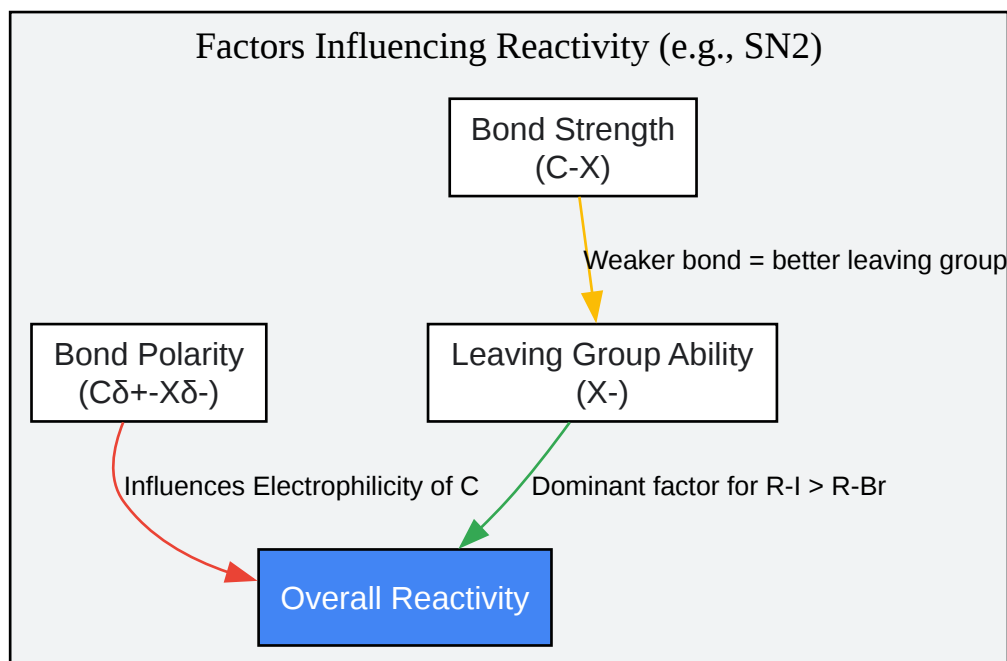 Factors Influencing Reactivity (e.g., SN2)
Bond Strength
(C-X)
Weaker bond = better leaving group
Bond Polarity
(Cδ+-Xδ-)
Leaving Group Ability
(X-)
Influences Electrophilicity of C
Dominant factor for R-I > R-Br
Overall Reactivity